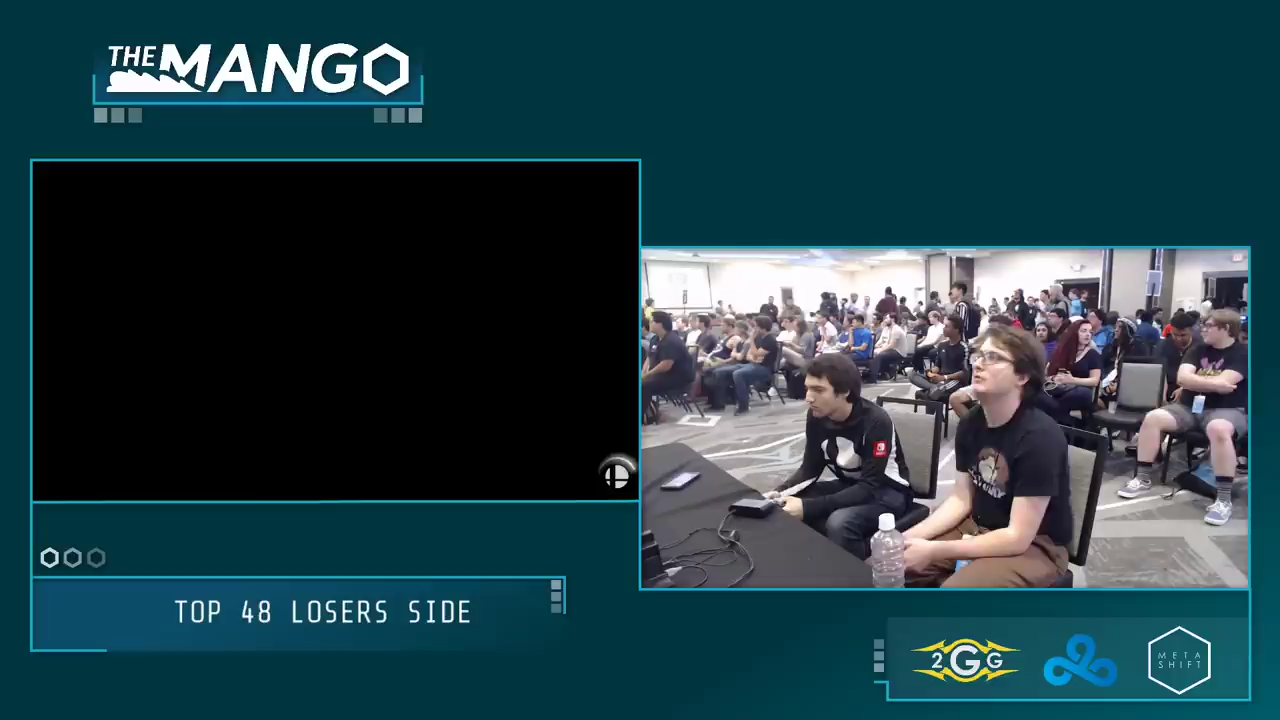 THE MANGO
TOP 48 LOSERS SIDE
2GG
META
SHIFT